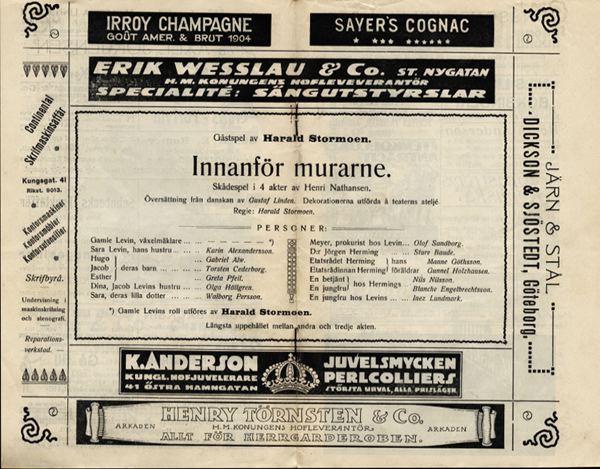 IRROY CHAMPAGNE
GOÛT AMER. & BRUT 1904
SAYER'S COGNAC
ERIK WESSLAU & Co. ST. NYGATAN
H. M. KONUNGENS HOFLEVEVERANTÖR
SPECIALITÉ: SÄNGUTSTYRSLAR
Continental
Skrifmaskinsaffär
Kungsgat. 41
Rikst. 9013.
Kontorsmaskiner
Kontorsmöbler
Kontorsutensilier
Skrifbyrå.
Undervisning i
maskinskrifning
och stenografi.
Reparations-
verkstad.
Gästspel av Harald Stormoen.
Innanför murarne.
Skådespel i 4 akter av Henri Nathansen.
Översättning från danskan av Gustaf Linden. Dekorationerna utförda å teaterns ateljé.
Regie: Harald Stormoen.
PERSONER:
Gamle Levin, växelmäklare ... — — — — — *)
Sara Levin, hans hustru ... ... Karin Alexandersson.
Hugo ... ... Gabriel Alw.
Jacob deras barn ... ... Torsten Cederborg.
Esther ... ... Greta Pfeil.
Dina, Jacob Levins hustru ... Olga Hällgren.
Sara, deras lilla dotter ... ... Walborg Persson.
Meyer, prokurist hos Levin... Olof Sandborg.
D:r Jörgen Herming ... ... Sture Baude.
Etatsrådet Herming hans Manne Göthson.
Etatsrådinnan Herming föräldrar Gunnel Holzhausen.
En betjänt hos Hermings Nils Nilsson.
En jungfru Blanche Engelbrechtson.
En jungfru hos Levins ... ... Inez Lundmark.
*) Gamle Levins roll utföres av Harald Stormoen.
Längsta uppehållet mellan andra och tredje akten.
JÄRN & STÅL
DICKSON & SJÖSTEDT, Göteborg,
K. ANDERSON
KUNGL. HOFJUVELERARE
41 ÖSTRA HAMNGATAN
JUVELSMYCKEN
PERLCOLLIERS
STÖRSTA URVAL, ALLA PRISLÄGEN
HENRY TÖRNSTEN & Co.
ARKADEN H. M. KONUNGENS HOFLEVERANTÖR ARKADEN
ALLT FÖR HERRGARDEROBEN.